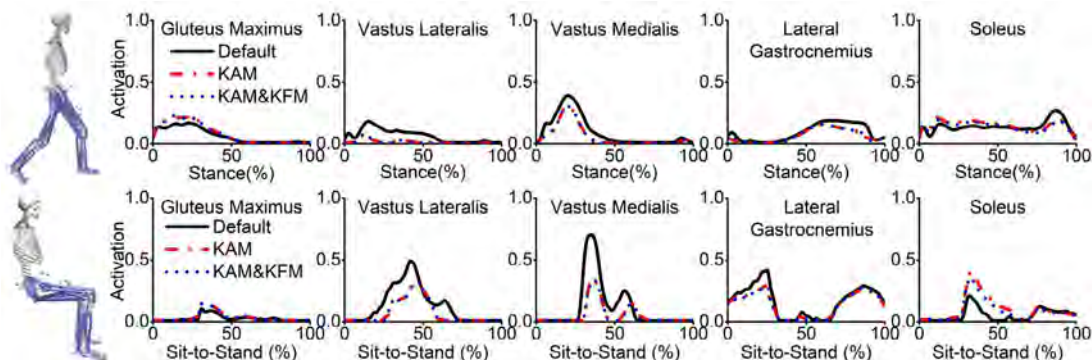 Gluteus Maximus
Default
KAM
KAM&KFM
Vastus Lateralis
Vastus Medialis
Lateral
Gastrocnemius
Soleus
Activation
1.0
0.5
0.0
0 50 100
Stance(%)
1.0
0.5
0.0
0 50 100
Stance(%)
1.0
0.5
0.0
0 50 100
Stance(%)
1.0
0.5
0.0
0 50 100
Stance(%)
1.0
0.5
0.0
0 50 100
Stance(%)
Gluteus Maximus
Default
KAM
KAM&KFM
Vastus Lateralis
Vastus Medialis
Lateral
Gastrocnemius
Soleus
Activation
1.0
0.5
0.0
0 50 100
Sit-to-Stand (%)
1.0
0.5
0.0
0 50 100
Sit-to-Stand (%)
1.0
0.5
0.0
0 50 100
Sit-to-Stand (%)
1.0
0.5
0.0
0 50 100
Sit-to-Stand (%)
1.0
0.5
0.0
0 50 100
Sit-to-Stand (%)